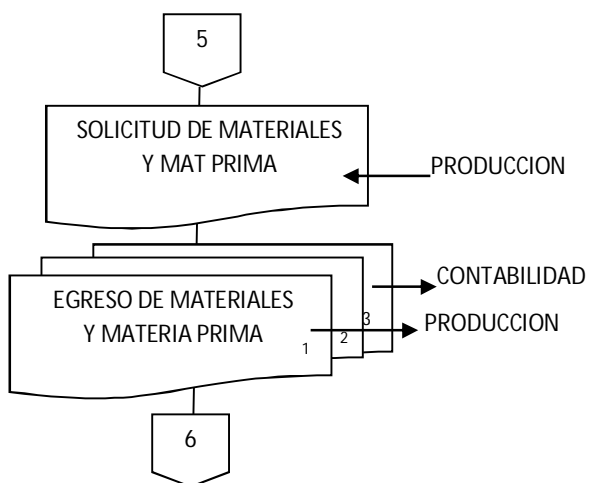 5
SOLICITUD DE MATERIALES
Y MAT PRIMA
PRODUCCION
CONTABILIDAD
EGRESO DE MATERIALES
Y MATERIA PRIMA
1
2
3
PRODUCCION
6